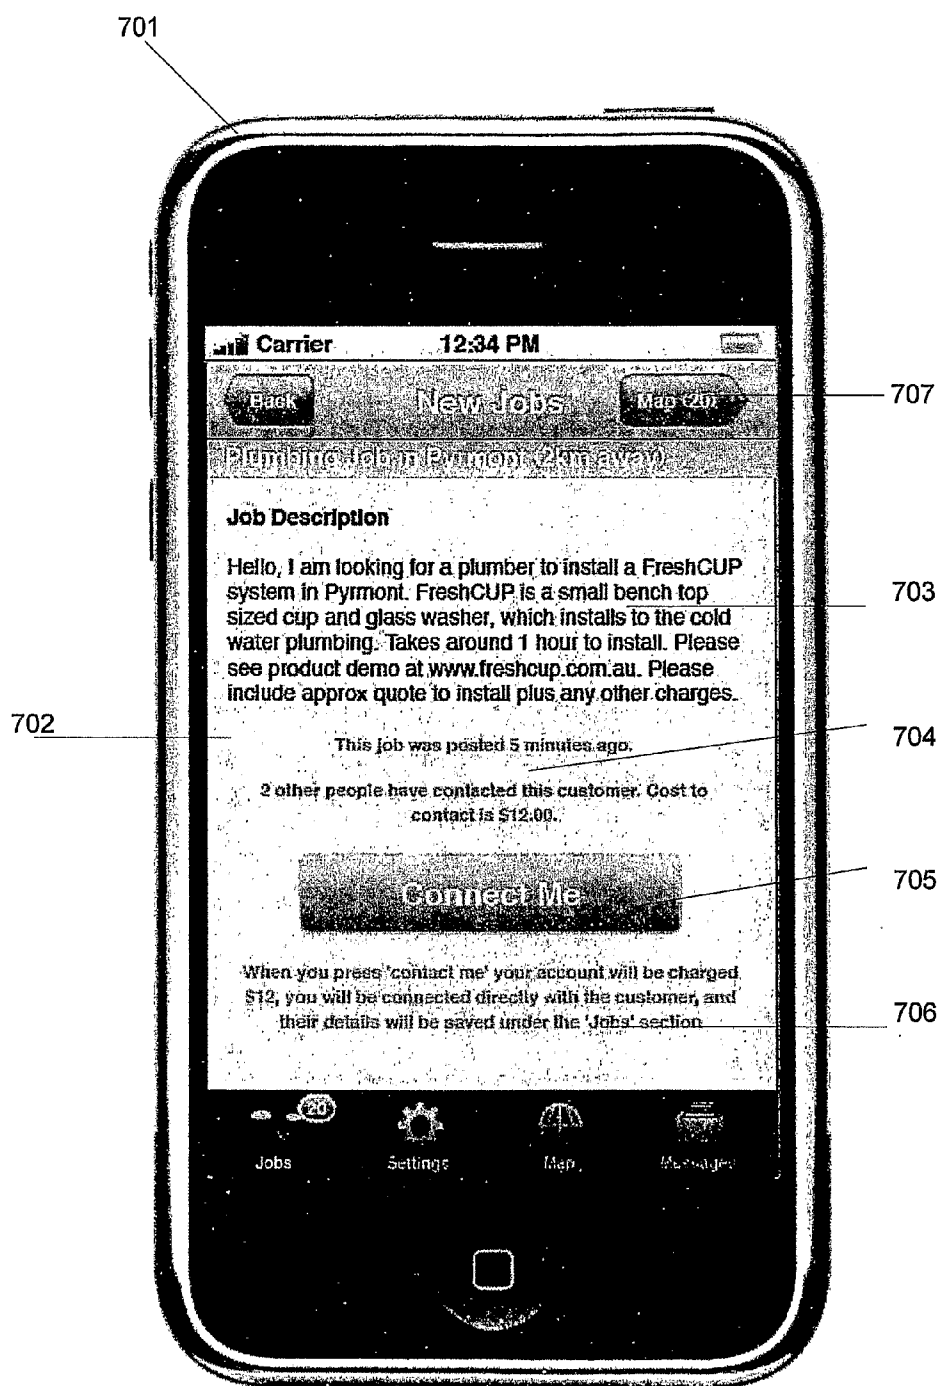 701
Carrier 12:34 PM
Back New Jobs Map (20) 707
Plumbing Job in Pyrmont (2km away)
Job Description
Hello, I am looking for a plumber to install a FreshCUP
system in Pyrmont. FreshCUP is a small bench top
sized cup and glass washer, which installs to the cold
water plumbing. Takes around 1 hour to install. Please
see product demo at www.freshcup.com.au. Please
include approx quote to install plus any other charges.
703
702
This job was posted 5 minutes ago.
704
2 other people have contacted this customer. Cost to
contact is $12.00.
Connect Me
705
When you press 'contact me' your account will be charged
$12, you will be connected directly with the customer, and
their details will be saved under the 'Jobs' section
706
20
Jobs Settings Map Messages